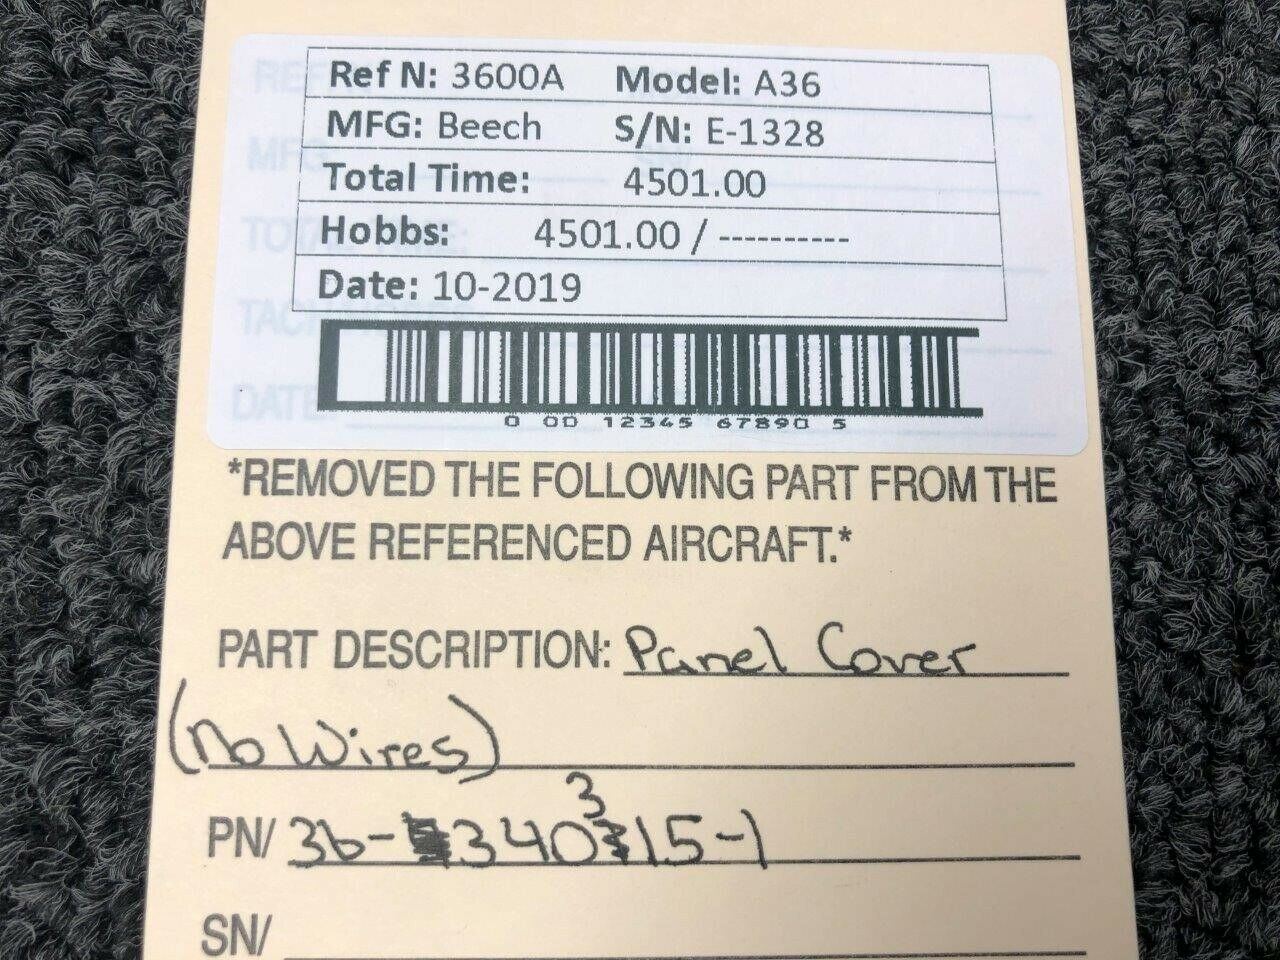 Ref N: 3600A Model: A36
MFG: Beech S/N: E-1328
Total Time: 4501.00
Hobbs: 4501.00 / ----------
Date: 10-2019
0 00 12345 67890 5
*REMOVED THE FOLLOWING PART FROM THE
ABOVE REFERENCED AIRCRAFT.*
PART DESCRIPTION: Panel Cover
(No Wires)
PN/ 36-340315-1
SN/